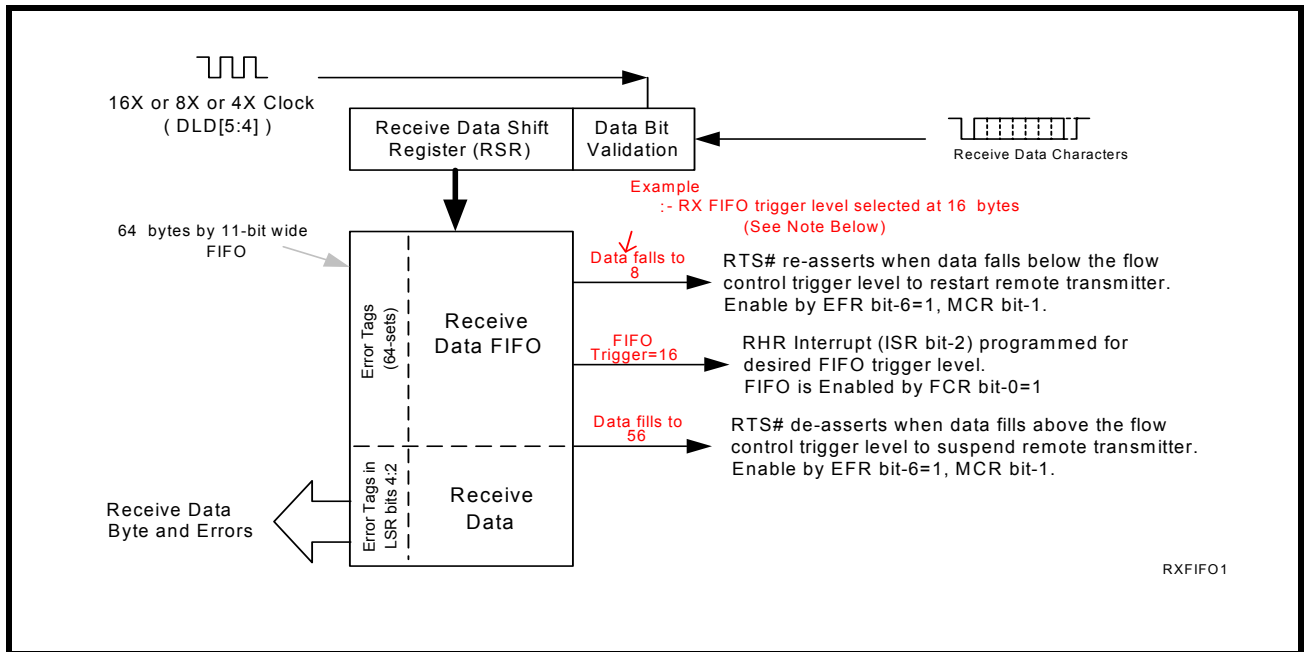 16X or 8X or 4X Clock
( DLD[5:4] )
Receive Data Shift
Register (RSR)
Data Bit
Validation
Receive Data Characters
Example
:- RX FIFO trigger level selected at 16 bytes
(See Note Below)
64 bytes by 11-bit wide
FIFO
Data falls to
8
RTS# re-asserts when data falls below the flow
control trigger level to restart remote transmitter.
Enable by EFR bit-6=1, MCR bit-1.
Error Tags
(64-sets)
Receive
Data FIFO
FIFO
Trigger=16
RHR Interrupt (ISR bit-2) programmed for
desired FIFO trigger level.
FIFO is Enabled by FCR bit-0=1
Data fills to
56
RTS# de-asserts when data fills above the flow
control trigger level to suspend remote transmitter.
Enable by EFR bit-6=1, MCR bit-1.
Error Tags in
LSR bits 4:2
Receive
Data
Receive Data
Byte and Errors
RXFIFO1